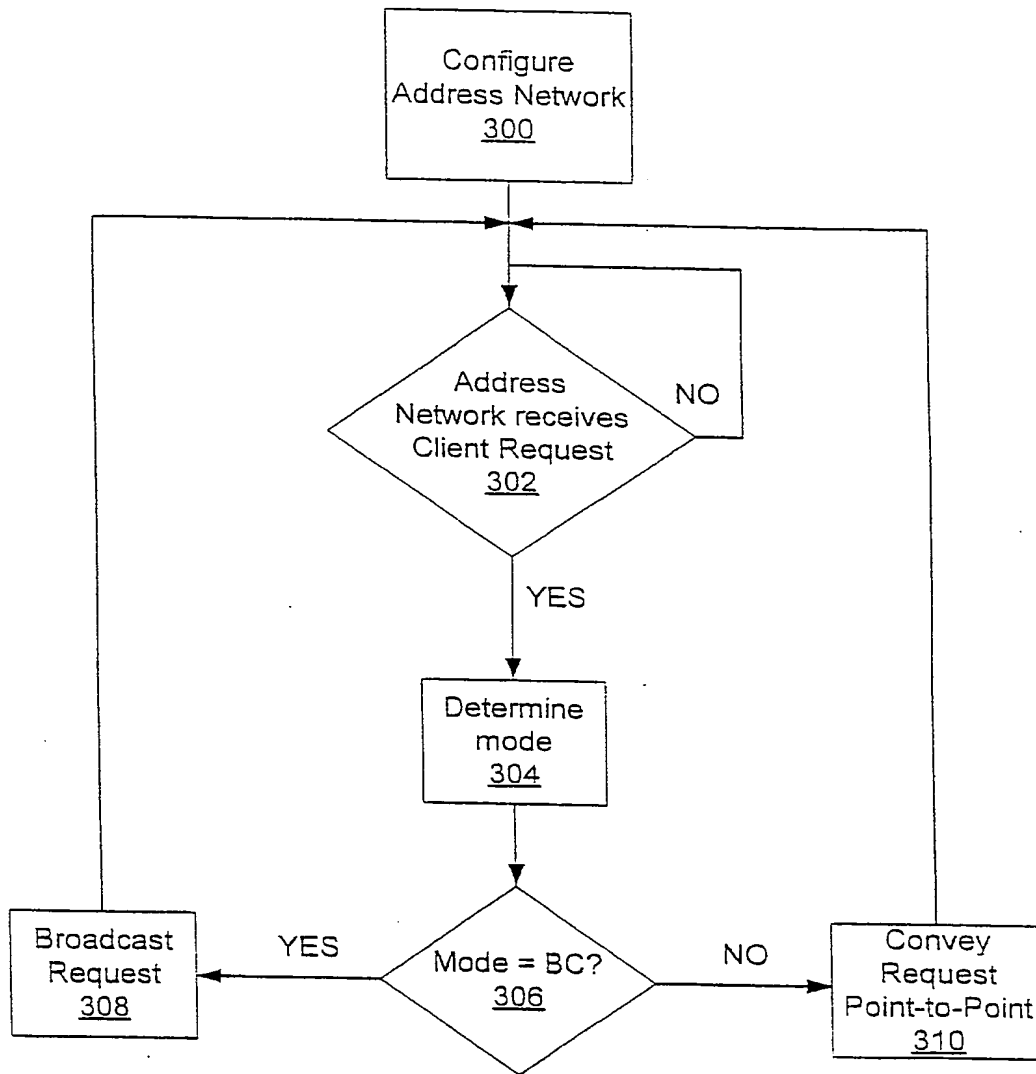 Configure
Address Network
300
Address
Network receives
Client Request
302
NO
YES
Determine
mode
304
Mode = BC?
306
YES
NO
Broadcast
Request
308
Convey
Request
Point-to-Point
310